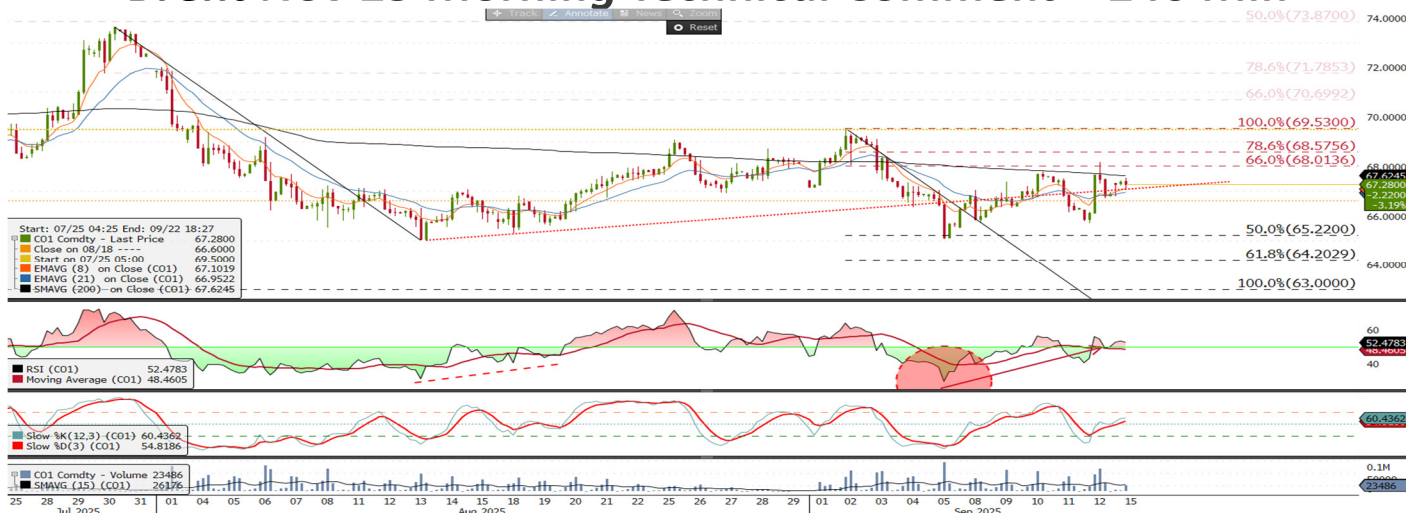 Brent Nov 25 Morning Technical Comment – 240 Min
Track Annotate News Zoom
Reset
50.0%(73.8700)
74.0000
72.0000
78.6%(71.7853)
66.0%(70.6992)
70.0000
100.0%(69.5300)
78.6%(68.5756)
66.0%(68.0136)
68.0000
67.6245
67.2800
-2.2200
-3.19%
66.0000
50.0%(65.2200)
61.8%(64.2029)
64.0000
100.0%(63.0000)
Start: 07/25 04:25 End: 09/22 18:27
CO1 Comdty - Last Price 67.2800
Close on 08/18 ---- 66.6000
Start on 07/25 05:00 69.5000
EMAVG (8) on Close (CO1) 67.1019
EMAVG (21) on Close (CO1) 66.9522
SMAVG (200) on Close (CO1) 67.6245
60
52.4783
48.4605
40
RSI (CO1) 52.4783
Moving Average (CO1) 48.4605
60.4362
Slow %K(12,3) (CO1) 60.4362
Slow %D(3) (CO1) 54.8186
CO1 Comdty - Volume 23486
SMAVG (15) (CO1) 26176
0.1M
23486
25 28 29 30 31 01 04 05 06 07 08 11 12 13 14 15 18 19 20 21 22 25 26 27 28 29 01 02 03 04 05 08 09 10 11 12 15
Jul 2025 Aug 2025 Sep 2025